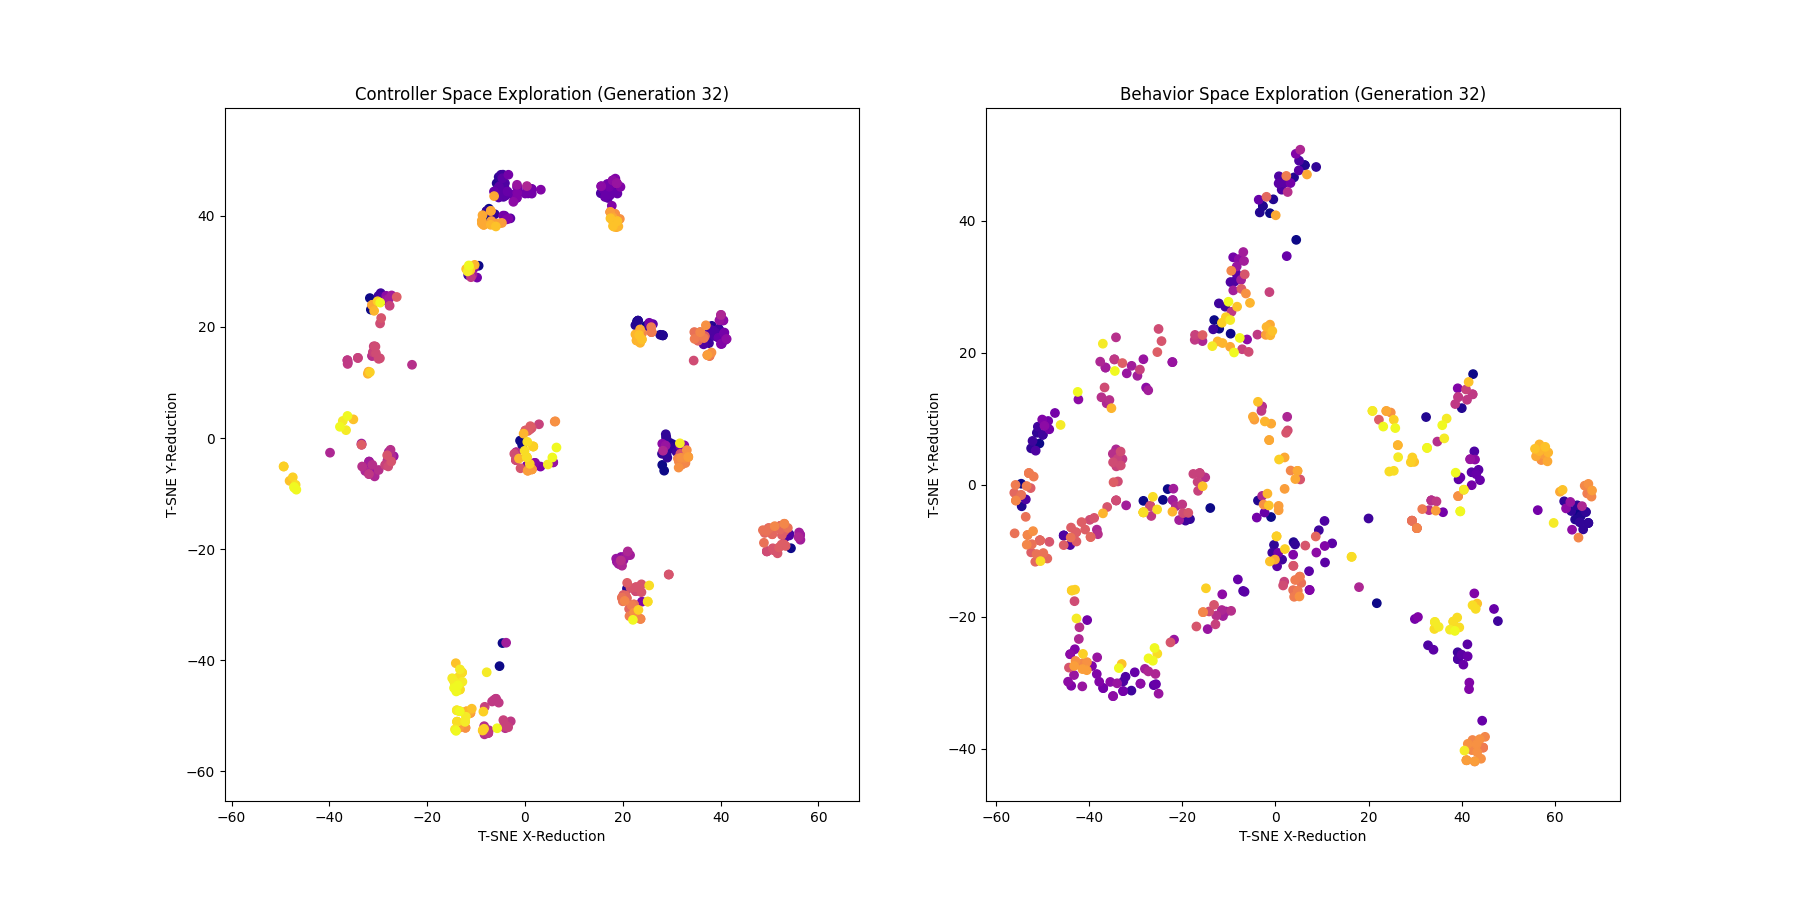 Controller Space Exploration (Generation 32)
T-SNE Y-Reduction
40
20
0
−20
−40
−60
−60 −40 −20 0 20 40 60
T-SNE X-Reduction
Behavior Space Exploration (Generation 32)
T-SNE Y-Reduction
40
20
0
−20
−40
−60 −40 −20 0 20 40 60
T-SNE X-Reduction